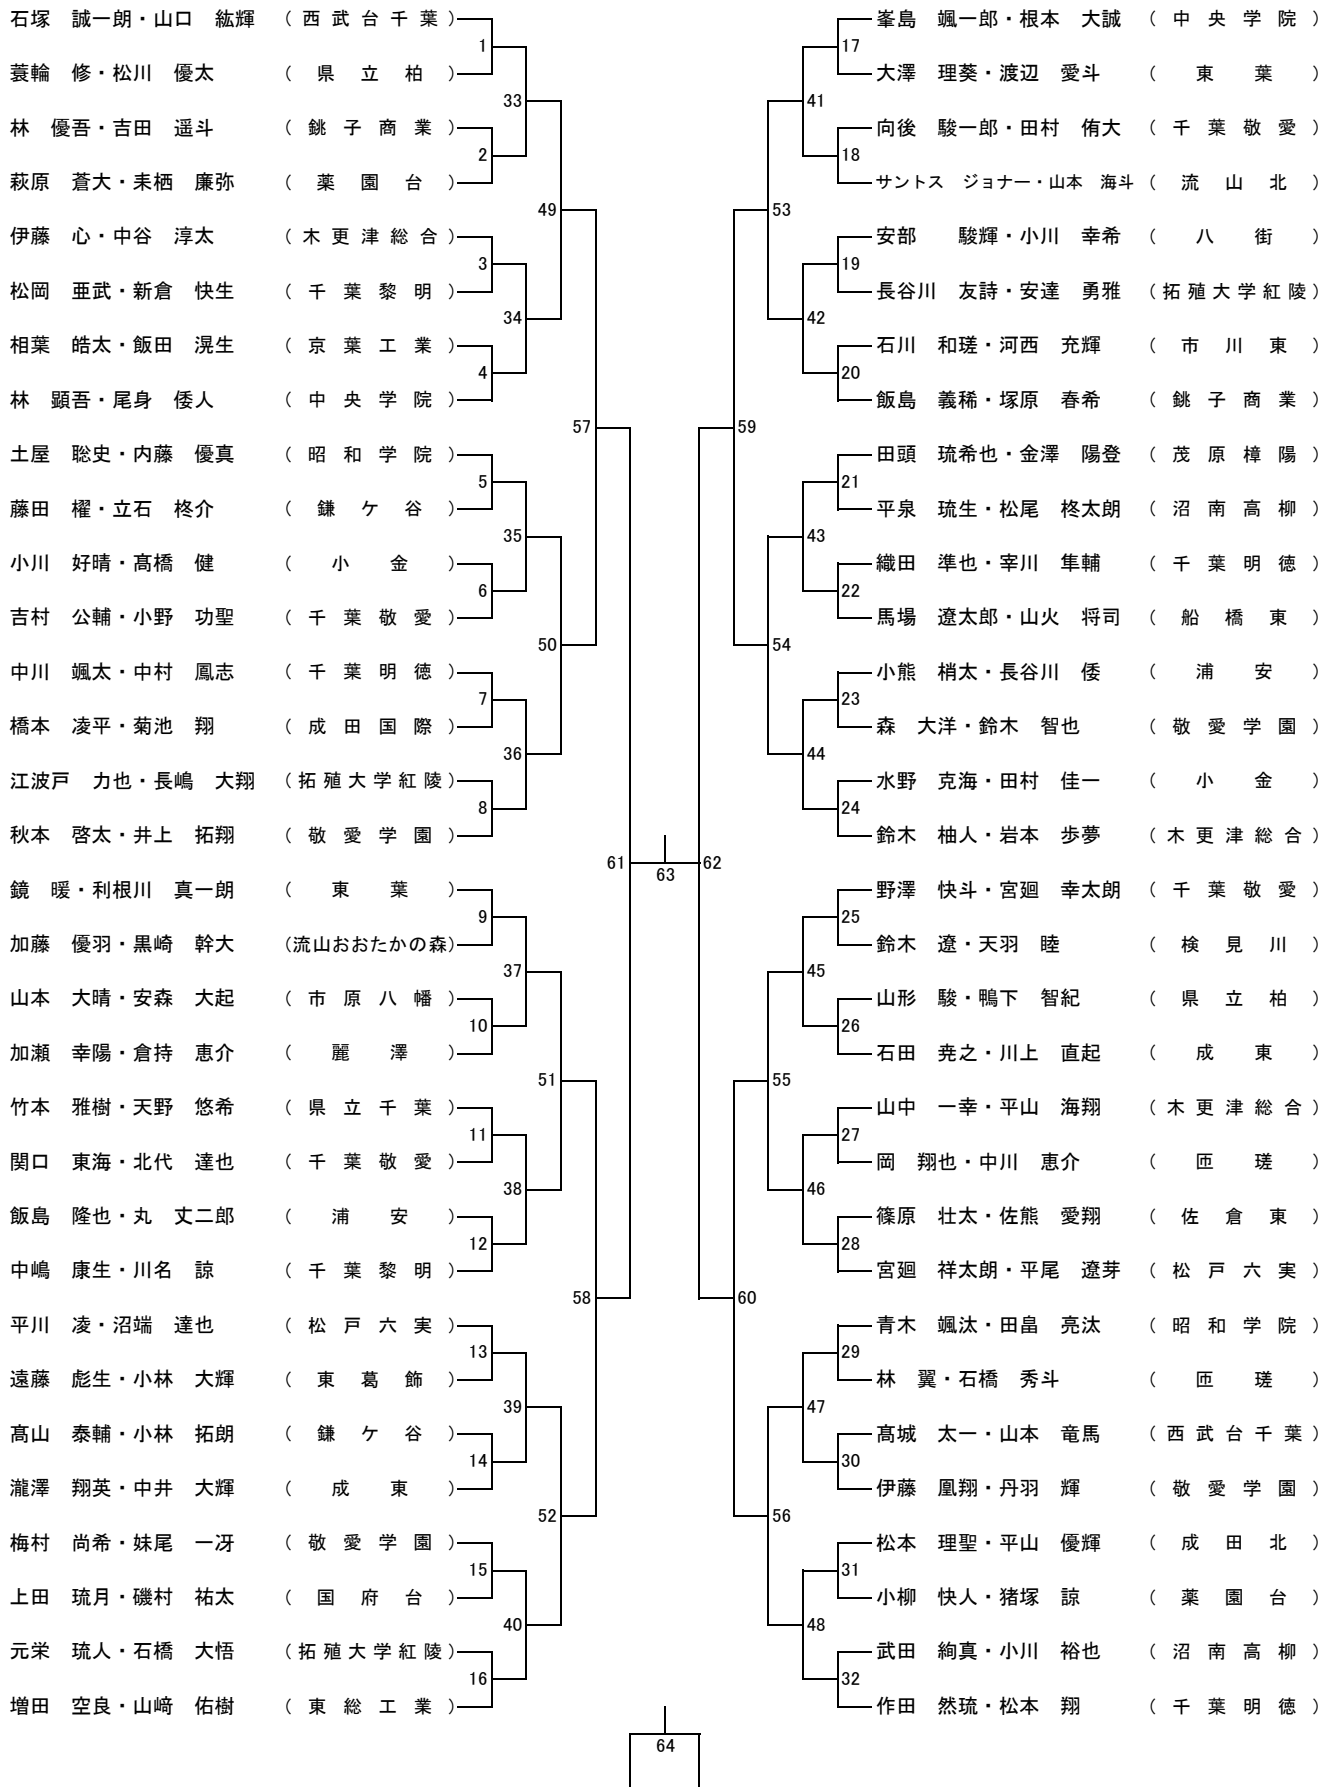 石塚　誠一朗・山口　紘輝 （西武台千葉）
1
蓑輪　修・松川　優太 （県立柏）
33
林　優吾・吉田　遥斗 （銚子商業）
2
萩原　蒼大・耒栖　廉弥 （薬園台）
49
伊藤　心・中谷　淳太 （木更津総合）
3
松岡　亜武・新倉　快生 （千葉黎明）
34
相葉　皓太・飯田　滉生 （京葉工業）
4
林　顕吾・尾身　倭人 （中央学院）
57
土屋　聡史・内藤　優真 （昭和学院）
5
藤田　櫂・立石　柊介 （鎌ケ谷）
35
小川　好晴・髙橋　健 （小金）
6
吉村　公輔・小野　功聖 （千葉敬愛）
50
中川　颯太・中村　鳳志 （千葉明徳）
7
橋本　凌平・菊池　翔 （成田国際）
36
江波戸　力也・長嶋　大翔 （拓殖大学紅陵）
8
秋本　啓太・井上　拓翔 （敬愛学園）
61
鏡　暖・利根川　真一朗 （東葉）
9
加藤　優羽・黒崎　幹大 （流山おおたかの森）
37
山本　大晴・安森　大起 （市原八幡）
10
加瀬　幸陽・倉持　恵介 （麗澤）
51
竹本　雅樹・天野　悠希 （県立千葉）
11
関口　東海・北代　達也 （千葉敬愛）
38
飯島　隆也・丸　丈二郎 （浦安）
12
中嶋　康生・川名　諒 （千葉黎明）
58
平川　凌・沼端　達也 （松戸六実）
13
遠藤　彪生・小林　大輝 （東葛飾）
39
髙山　泰輔・小林　拓朗 （鎌ケ谷）
14
瀧澤　翔英・中井　大輝 （成東）
52
梅村　尚希・妹尾　一冴 （敬愛学園）
15
上田　琉月・磯村　祐太 （国府台）
40
元栄　琉人・石橋　大悟 （拓殖大学紅陵）
16
増田　空良・山﨑　佑樹 （東総工業）
63
64
峯島　颯一郎・根本　大誠 （中央学院）
17
大澤　理葵・渡辺　愛斗 （東葉）
41
向後　駿一郎・田村　侑大 （千葉敬愛）
18
サントス　ジョナー・山本　海斗 （流山北）
53
安部　駿輝・小川　幸希 （八街）
19
長谷川　友詩・安達　勇雅 （拓殖大学紅陵）
42
石川　和瑳・河西　充輝 （市川東）
20
飯島　義稀・塚原　春希 （銚子商業）
59
田頭　琉希也・金澤　陽登 （茂原樟陽）
21
平泉　琉生・松尾　柊太朗 （沼南高柳）
43
織田　準也・宰川　隼輔 （千葉明徳）
22
馬場　遼太郎・山火　将司 （船橋東）
54
小熊　梢太・長谷川　倭 （浦安）
23
森　大洋・鈴木　智也 （敬愛学園）
44
水野　克海・田村　佳一 （小金）
24
鈴木　柚人・岩本　歩夢 （木更津総合）
62
野澤　快斗・宮廻　幸太朗 （千葉敬愛）
25
鈴木　遼・天羽　睦 （検見川）
45
山形　駿・鴨下　智紀 （県立柏）
26
石田　尭之・川上　直起 （成東）
55
山中　一幸・平山　海翔 （木更津総合）
27
岡　翔也・中川　恵介 （匝瑳）
46
篠原　壮太・佐熊　愛翔 （佐倉東）
28
宮廻　祥太朗・平尾　遼芽 （松戸六実）
60
青木　颯汰・田畠　亮汰 （昭和学院）
29
林　翼・石橋　秀斗 （匝瑳）
47
髙城　太一・山本　竜馬 （西武台千葉）
30
伊藤　凰翔・丹羽　輝 （敬愛学園）
56
松本　理聖・平山　優輝 （成田北）
31
小柳　快人・猪塚　諒 （薬園台）
48
武田　絢真・小川　裕也 （沼南高柳）
32
作田　然琉・松本　翔 （千葉明徳）